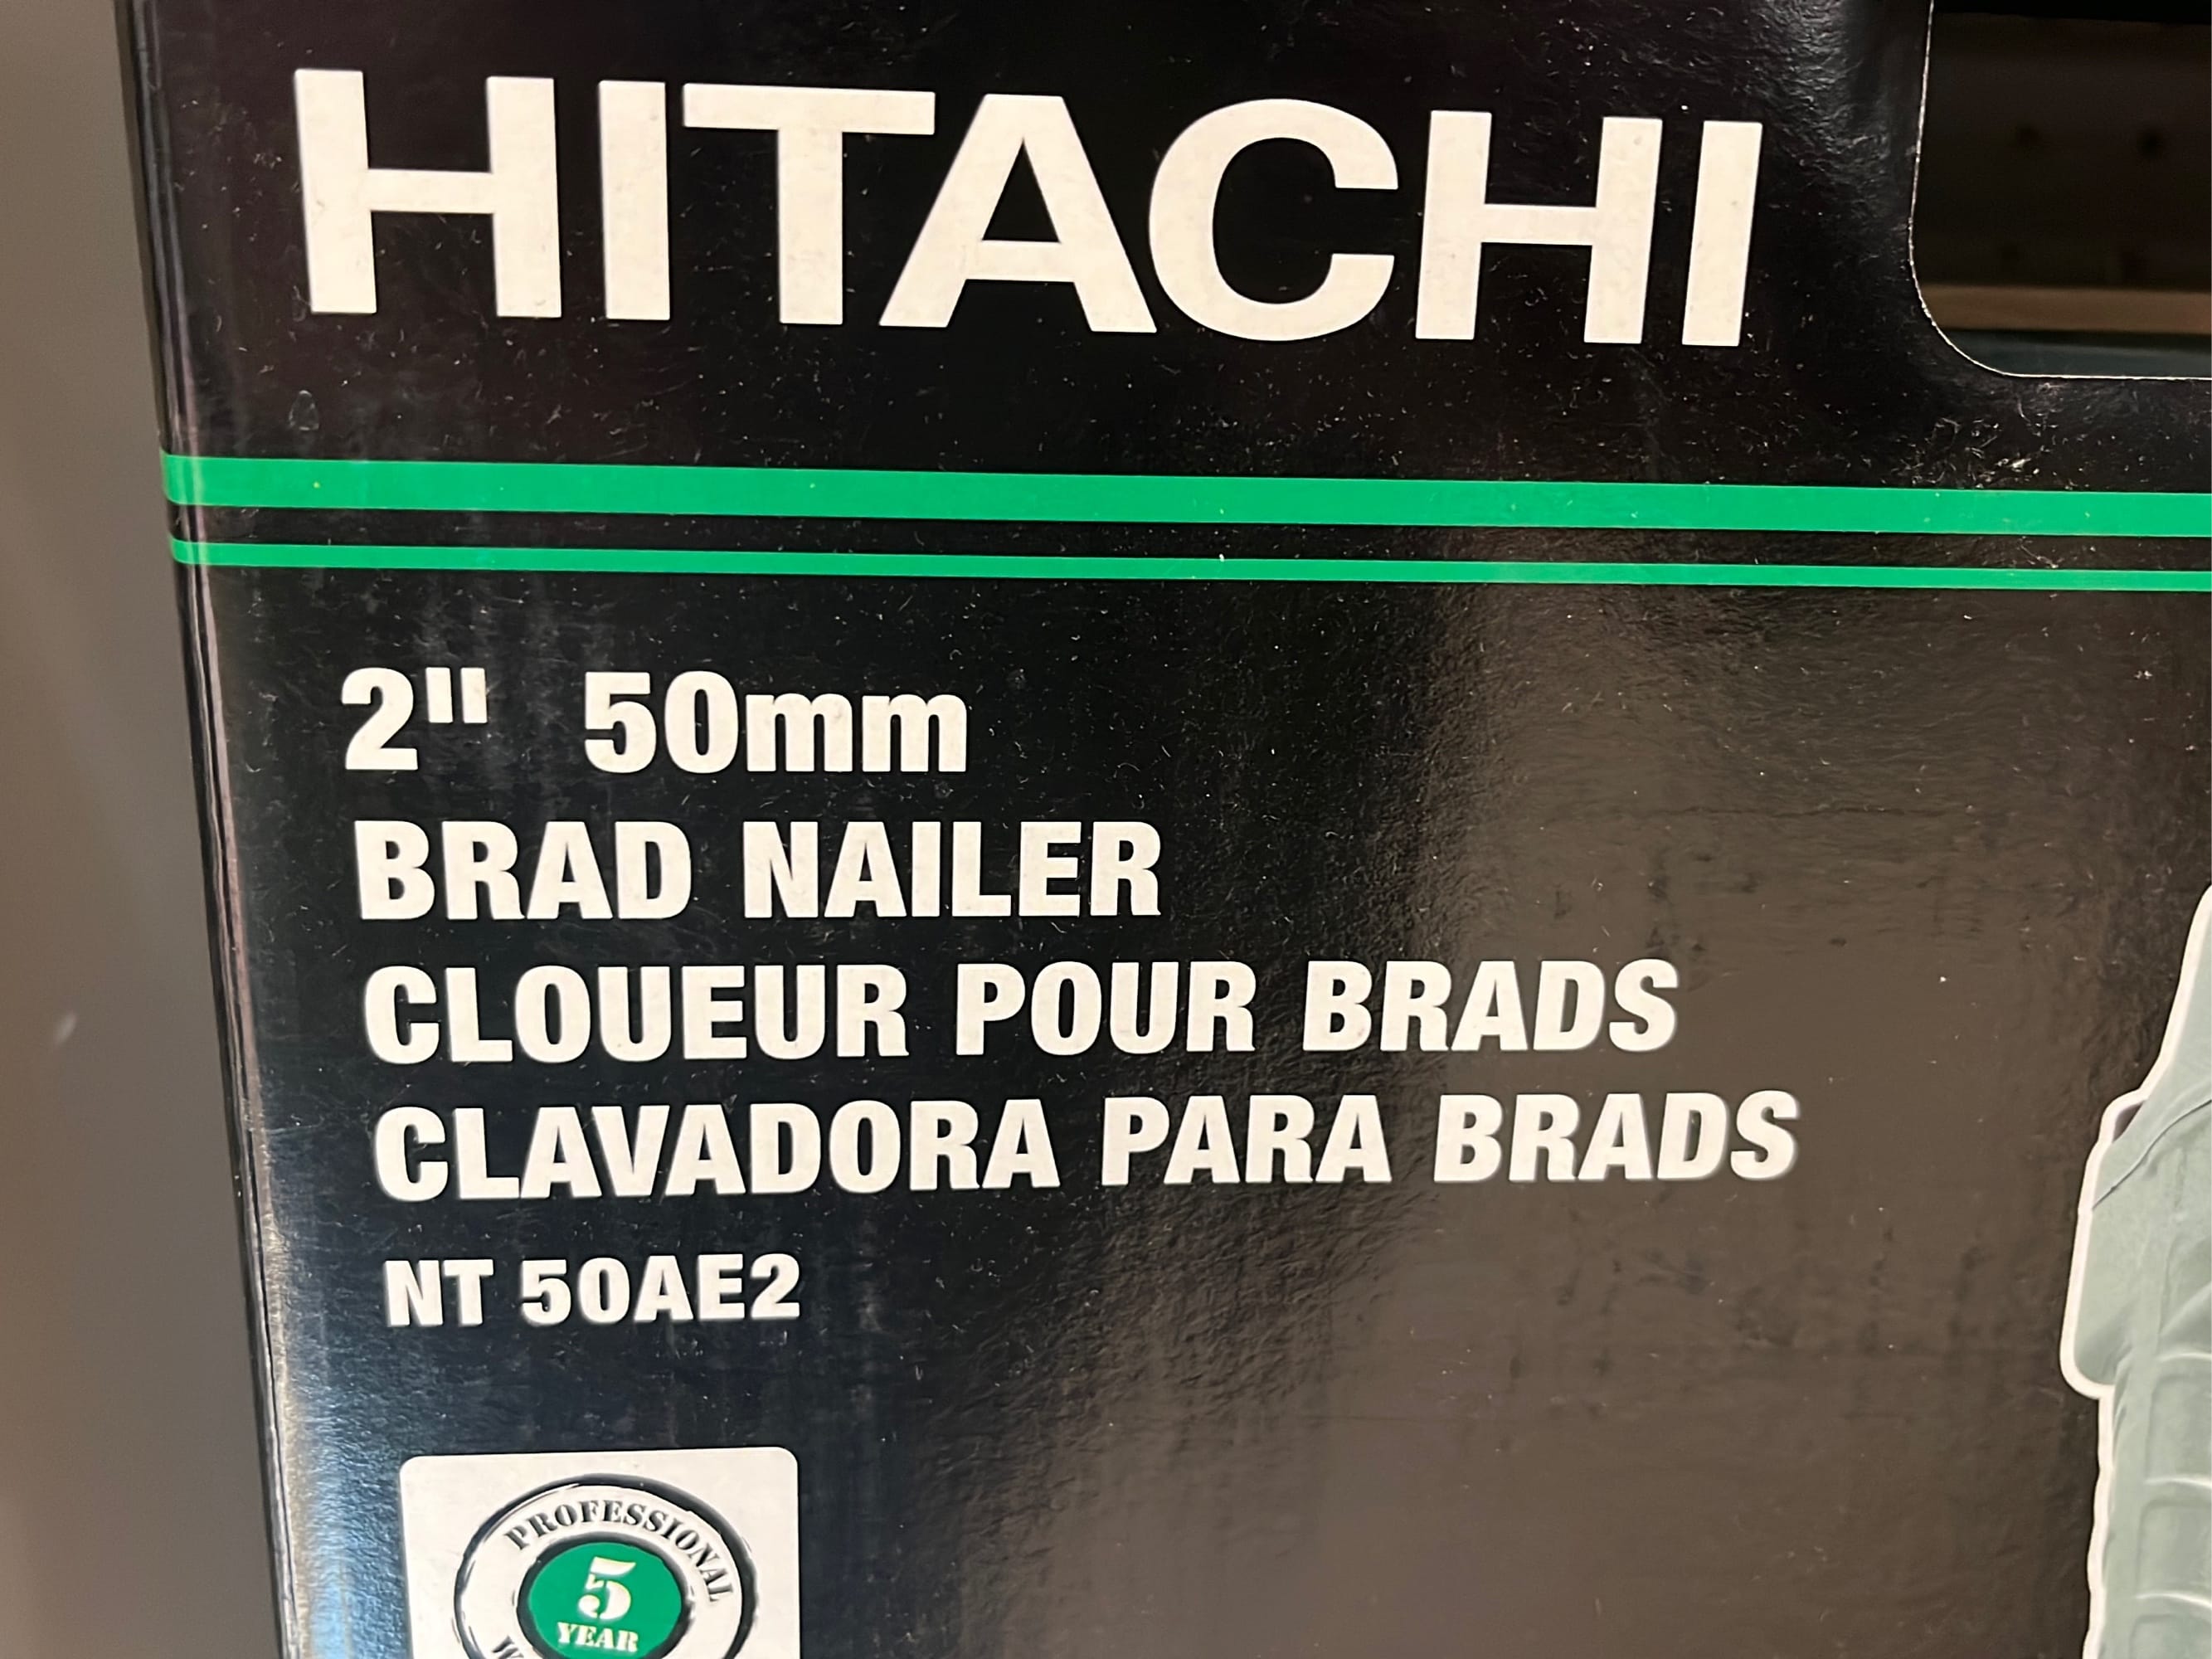 HITACHI
2" 50mm
BRAD NAILER
CLOUEUR POUR BRADS
CLAVADORA PARA BRADS
NT 50AE2
PROFESSIONAL
5
YEAR